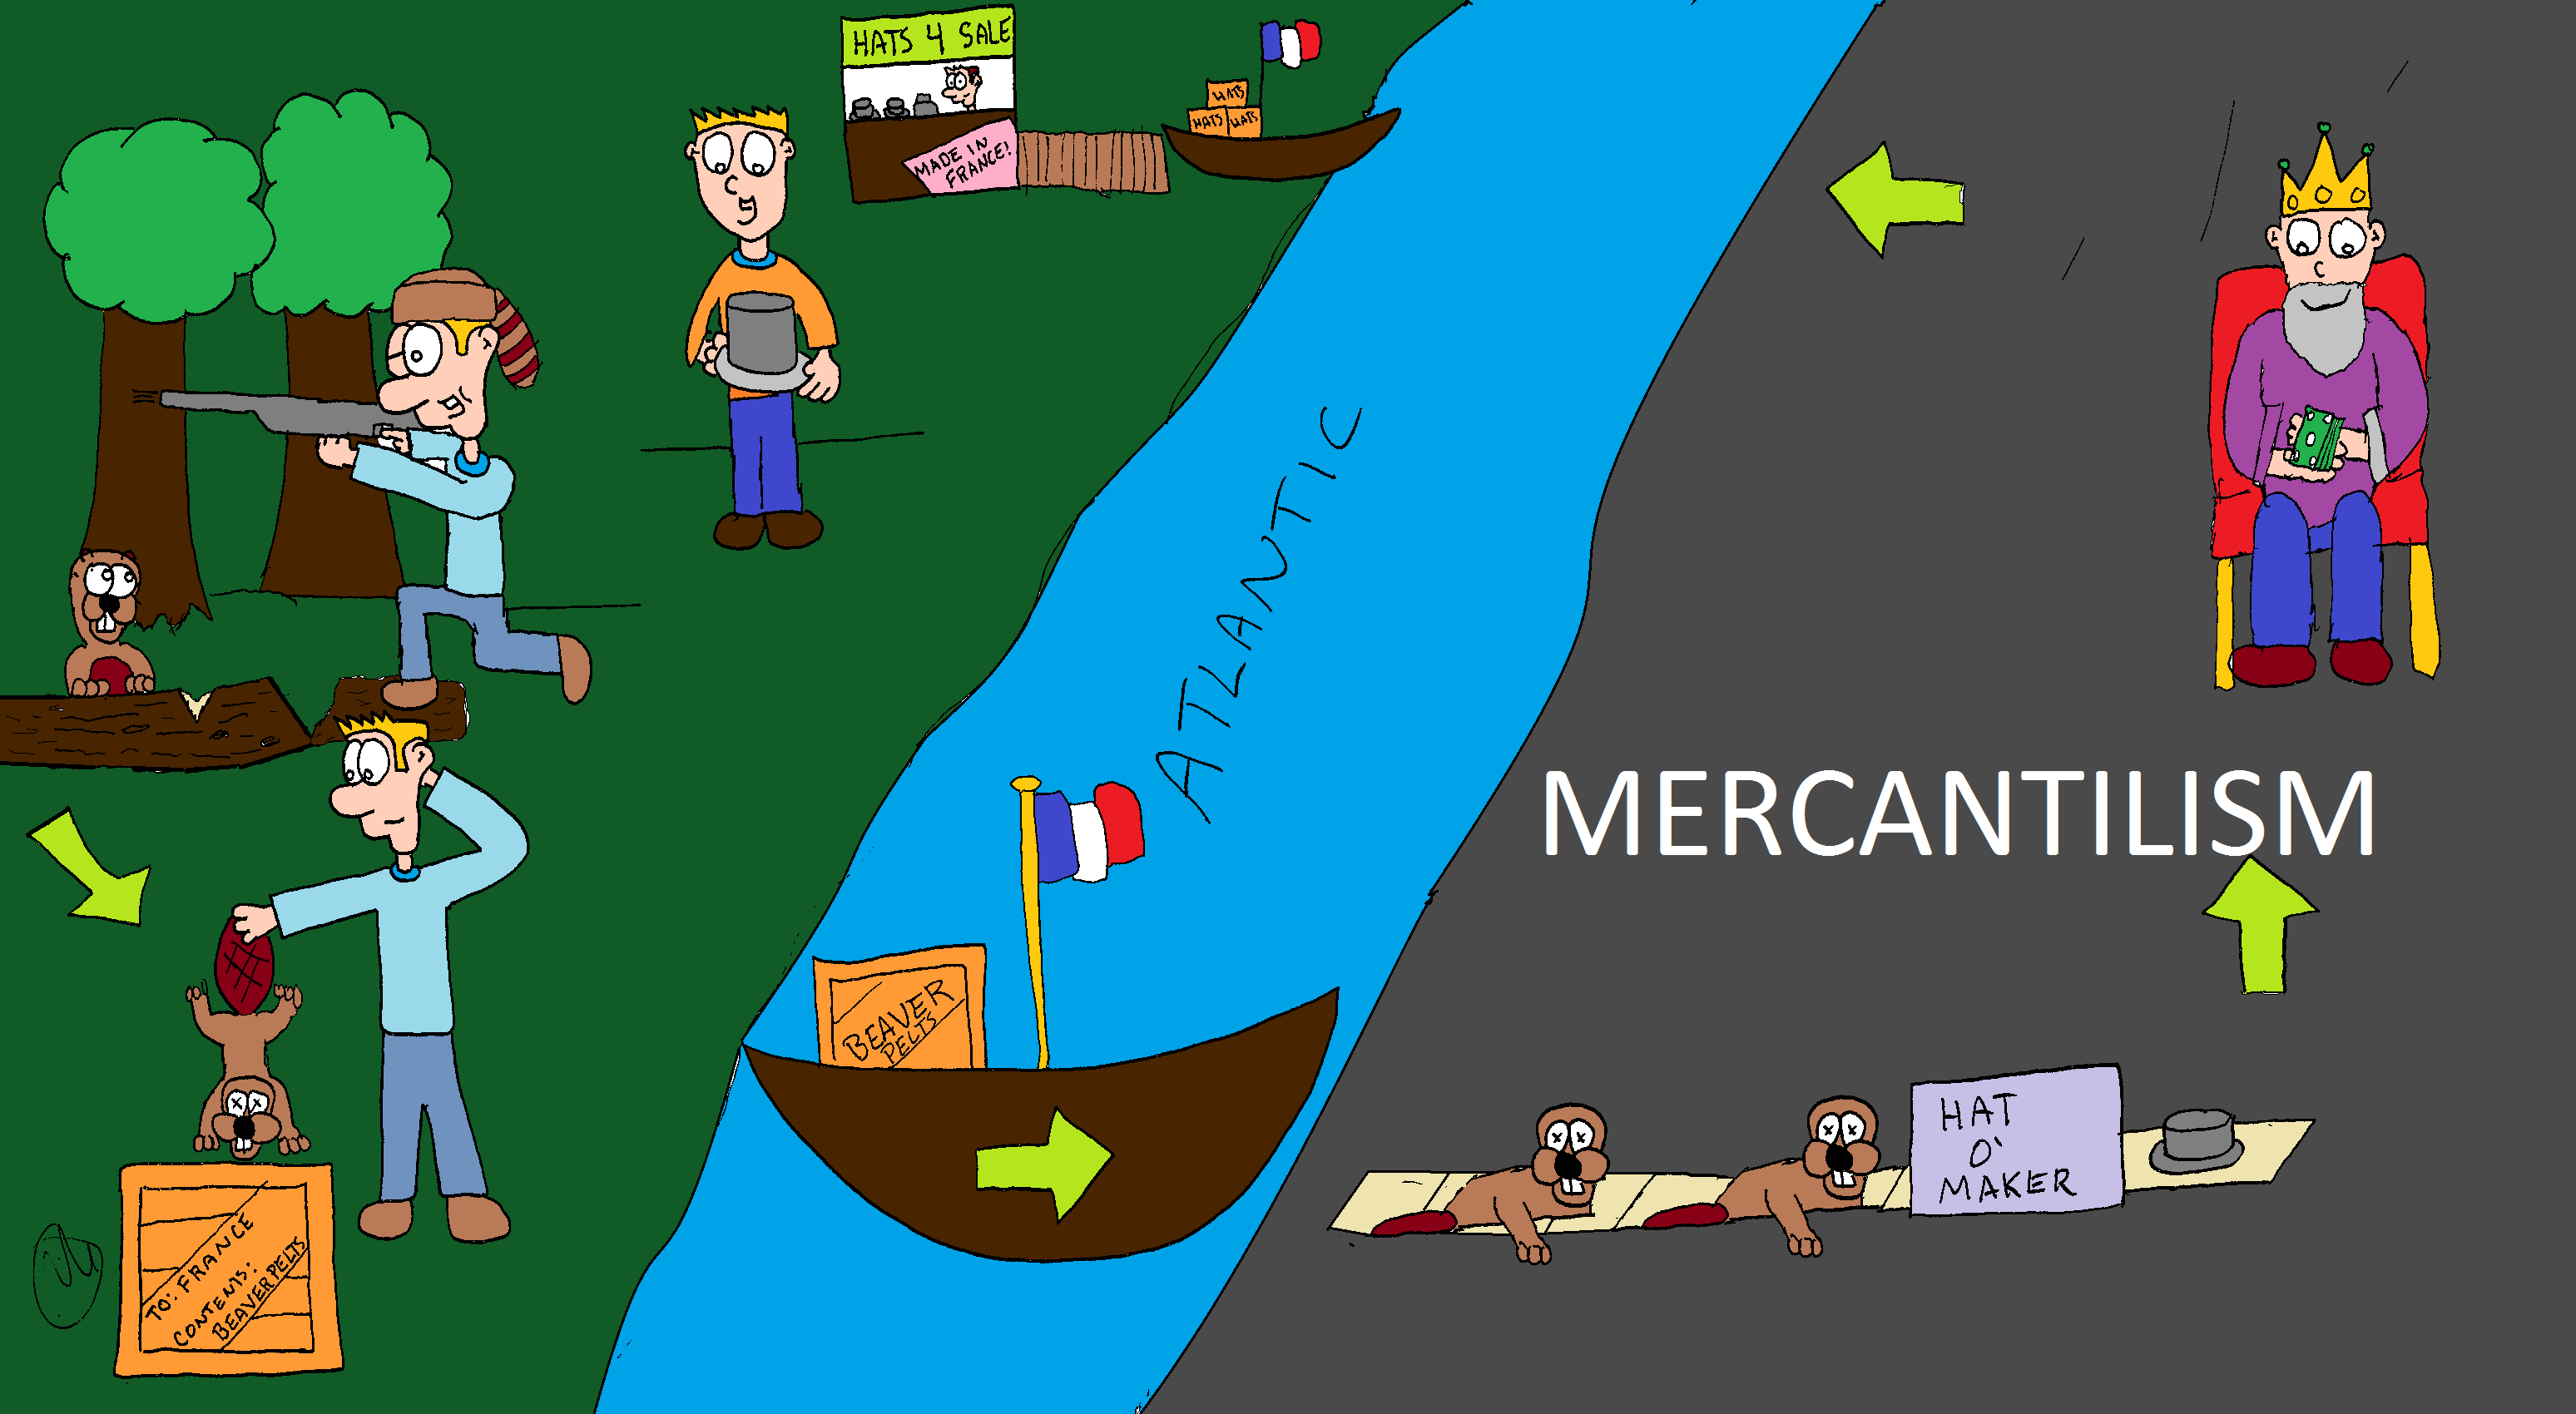 HATS 4 SALE
MADE IN
FRANCE!
HATS
HATS HATS
ATLANTIC
MERCANTILISM
BEAVER
PELTS
HAT
O'
MAKER
TO: FRANCE
CONTENTS:
BEAVER PELTS